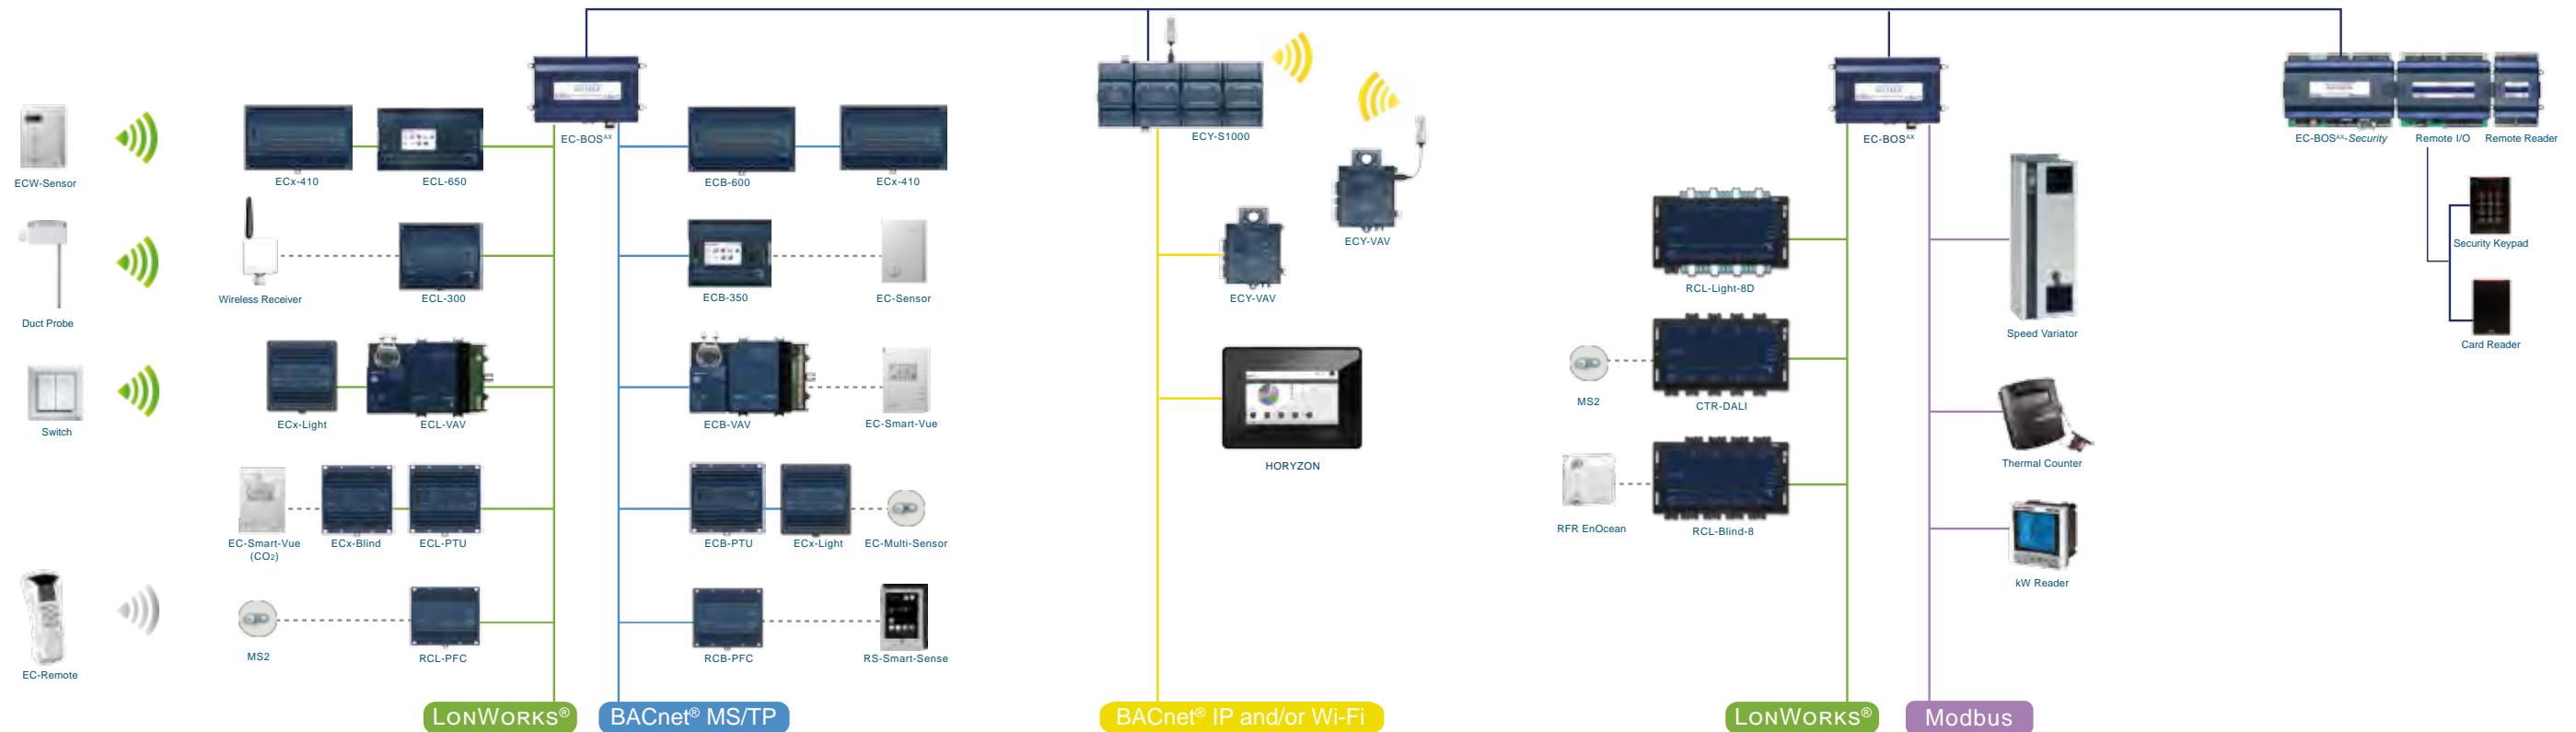 EC-BOSᴬˣ
ECY-S1000
EC-BOSᴬˣ
EC-BOSᴬˣ-Security
Remote I/O
Remote Reader
ECW-Sensor
ECx-410
ECL-650
ECB-600
ECx-410
ECY-VAV
Security Keypad
Wireless Receiver
ECL-300
ECB-350
EC-Sensor
ECY-VAV
RCL-Light-8D
Duct Probe
Speed Variator
Card Reader
Switch
ECx-Light
ECL-VAV
ECB-VAV
EC-Smart-Vue
MS2
CTR-DALI
HORYZON
Thermal Counter
EC-Smart-Vue
(CO2)
ECx-Blind
ECL-PTU
ECB-PTU
ECx-Light
EC-Multi-Sensor
RFR EnOcean
RCL-Blind-8
kW Reader
EC-Remote
MS2
RCL-PFC
RCB-PFC
RS-Smart-Sense
LONWORKS®
BACnet® MS/TP
BACnet® IP and/or Wi-Fi
LONWORKS®
Modbus